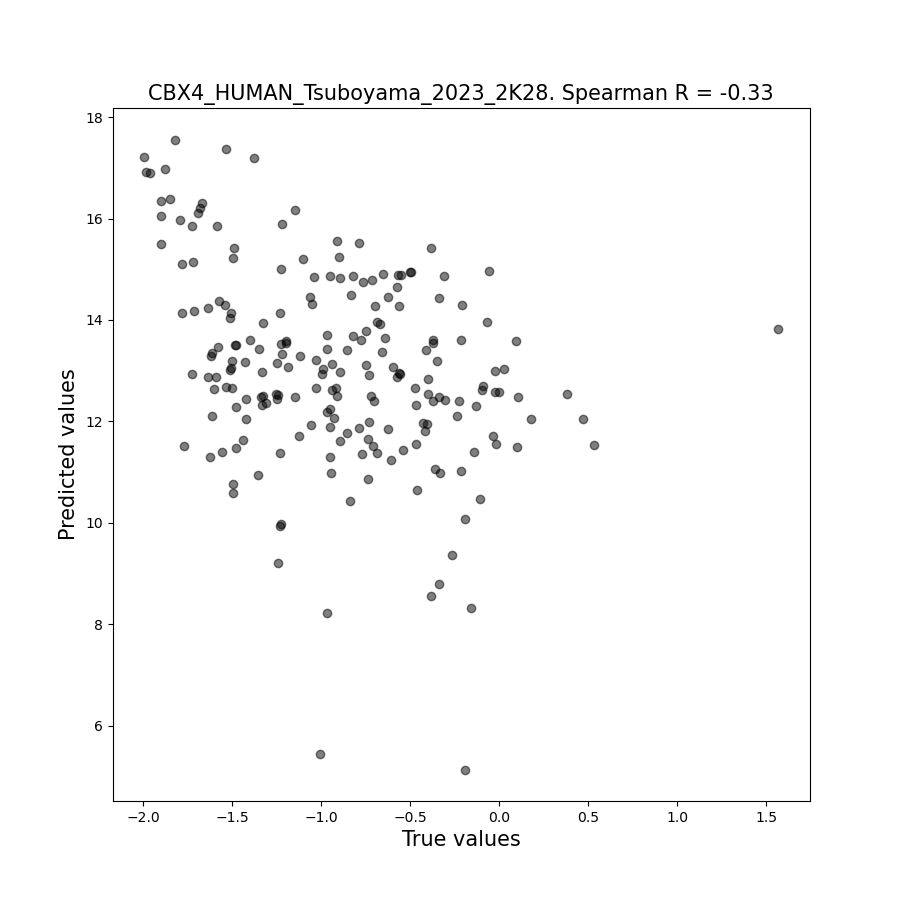 CBX4_HUMAN_Tsuboyama_2023_2K28. Spearman R = -0.33
18
16
14
12
10
8
6
Predicted values
−2.0 −1.5 −1.0 −0.5 0.0 0.5 1.0 1.5
True values